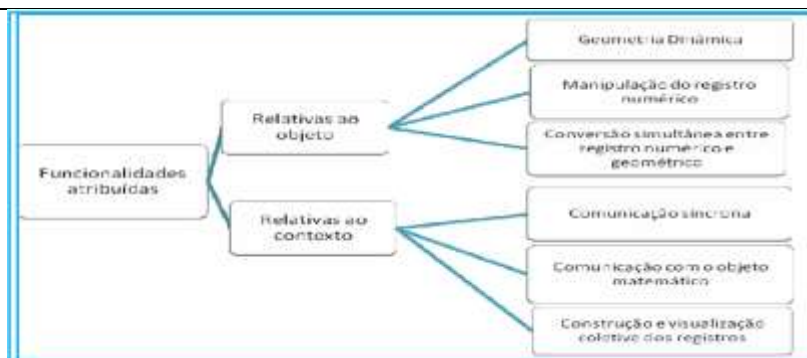 Geometria Dinâmica
Manipulação do registro
numérico
Relativas ao
objeto
Conversão simultânea entre
registro numérico e
geométrico
Funcionalidades
atribuídas
Relativas ao
contexto
Comunicação síncrona
Comunicação com o objeto
matemático
Construção e visualização
coletiva dos registros